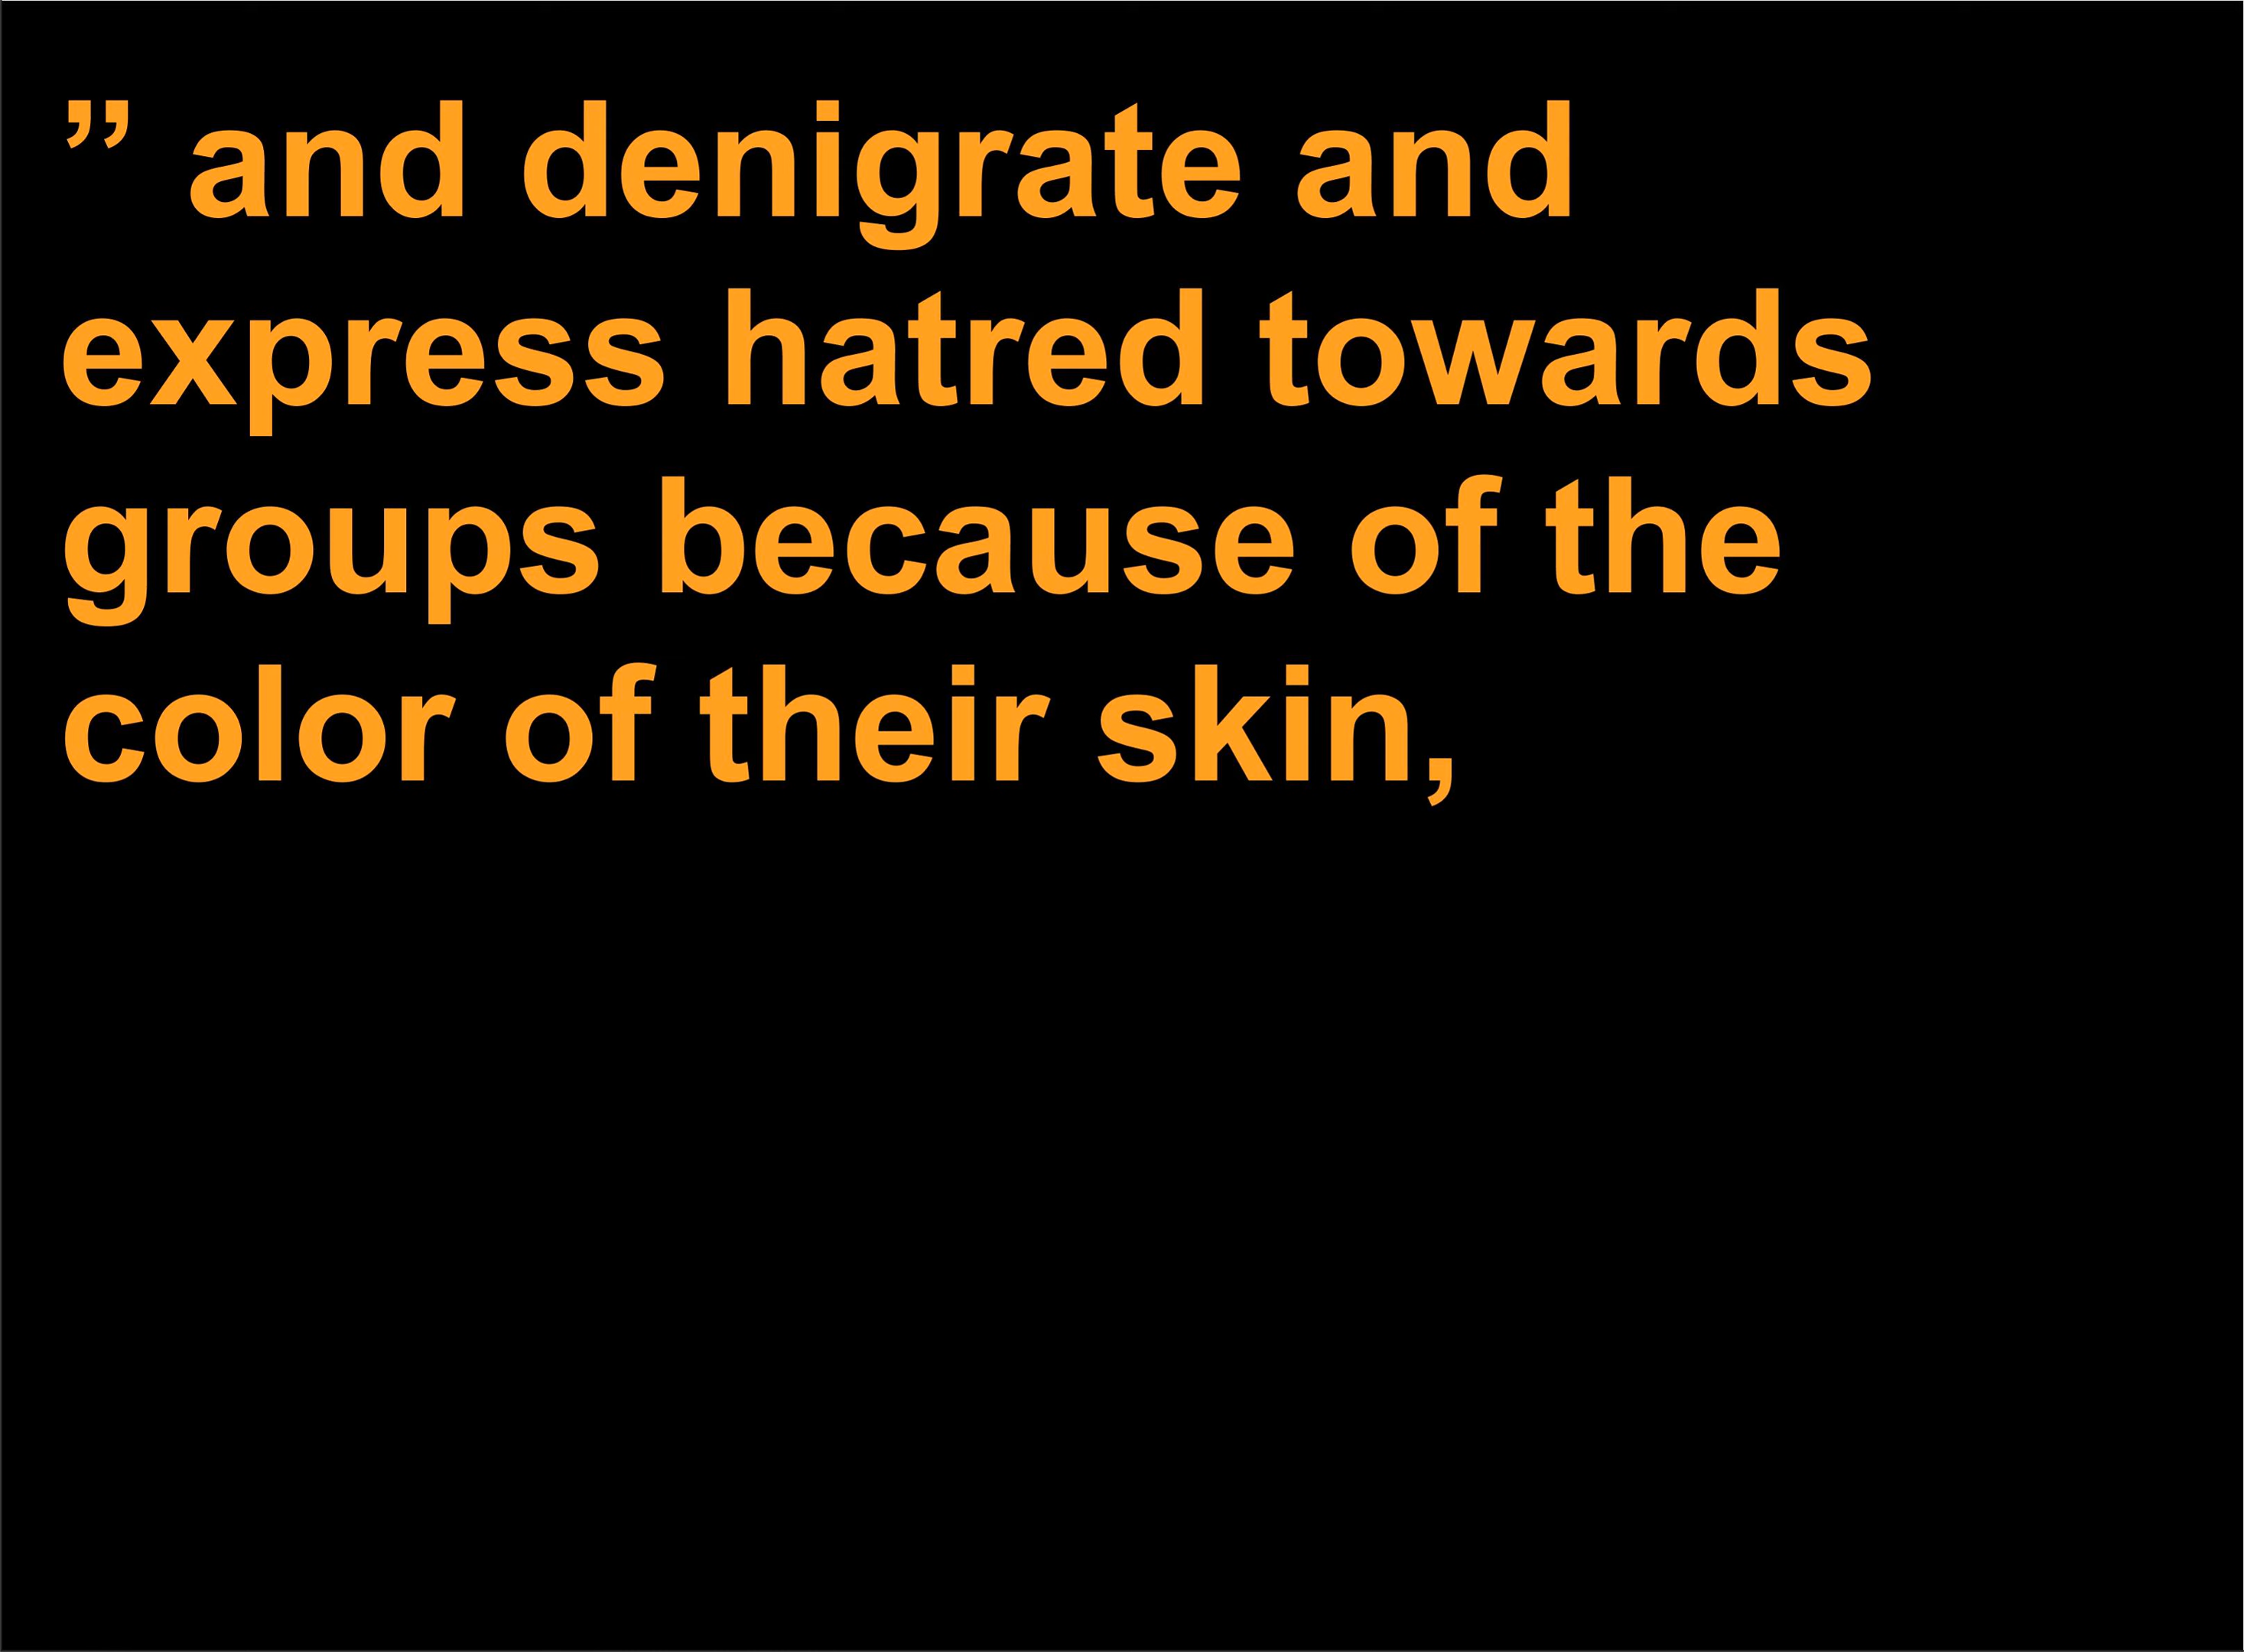 ” and denigrate and
express hatred towards
groups because of the
color of their skin,